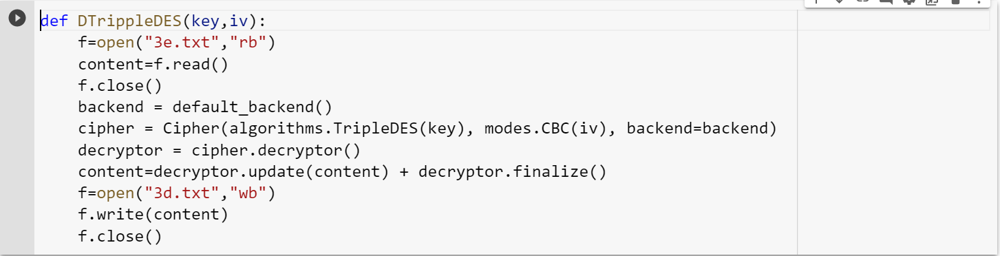 def DTrippleDES(key,iv):
    f=open("3e.txt","rb")
    content=f.read()
    f.close()
    backend = default_backend()
    cipher = Cipher(algorithms.TripleDES(key), modes.CBC(iv), backend=backend)
    decryptor = cipher.decryptor()
    content=decryptor.update(content) + decryptor.finalize()
    f=open("3d.txt","wb")
    f.write(content)
    f.close()